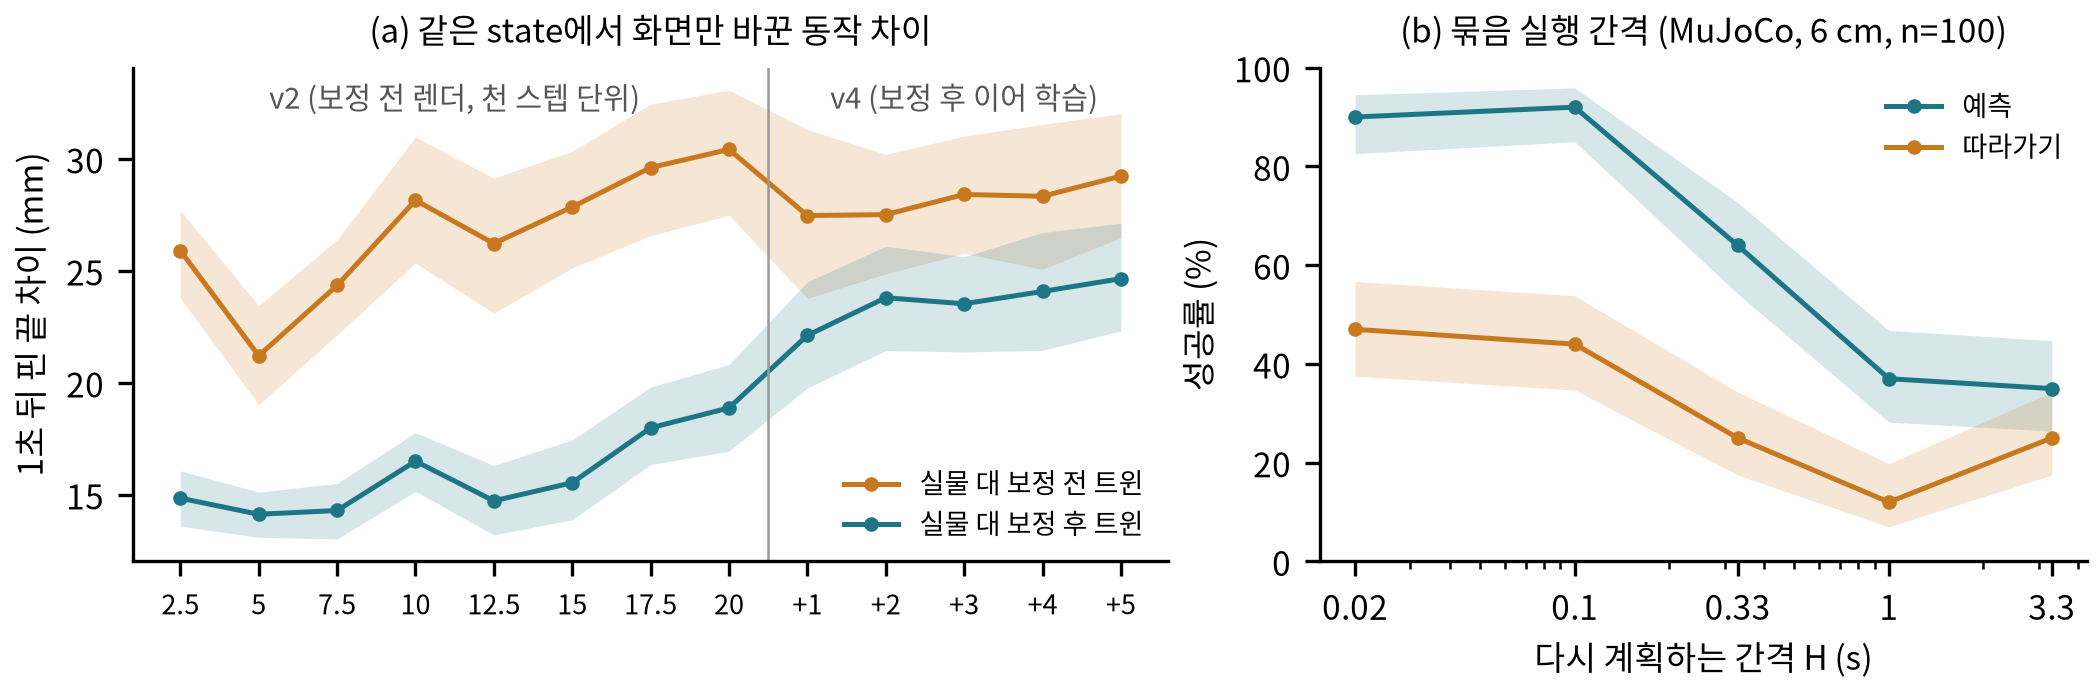 (a) 같은 state에서 화면만 바꾼 동작 차이
v2 (보정 전 렌더, 천 스텝 단위)
v4 (보정 후 이어 학습)
1초 뒤 핀 끝 차이 (mm)
30
25
20
15
실물 대 보정 전 트윈
실물 대 보정 후 트윈
2.5 5 7.5 10 12.5 15 17.5 20 +1 +2 +3 +4 +5
(b) 묶음 실행 간격 (MuJoCo, 6 cm, n=100)
성공률 (%)
100
80
60
40
20
0
예측
따라가기
0.02 0.1 0.33 1 3.3
다시 계획하는 간격 H (s)